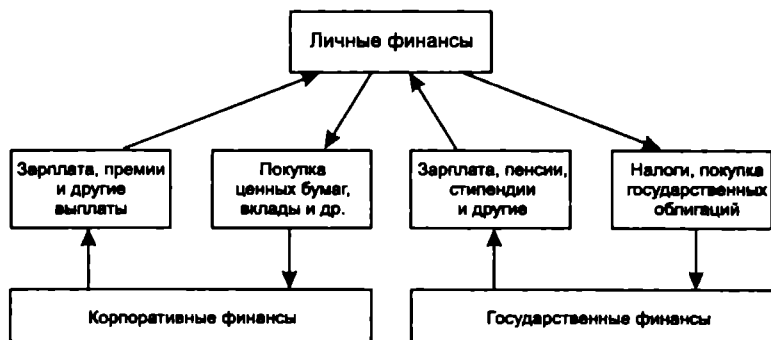 Личные финансы
Зарплата, премии
и другие
выплаты
Покупка
ценных бумаг,
вклады и др.
Зарплата, пенсии,
стипендии
и другие
Налоги, покупка
государственных
облигаций
Корпоративные финансы
Государственные финансы